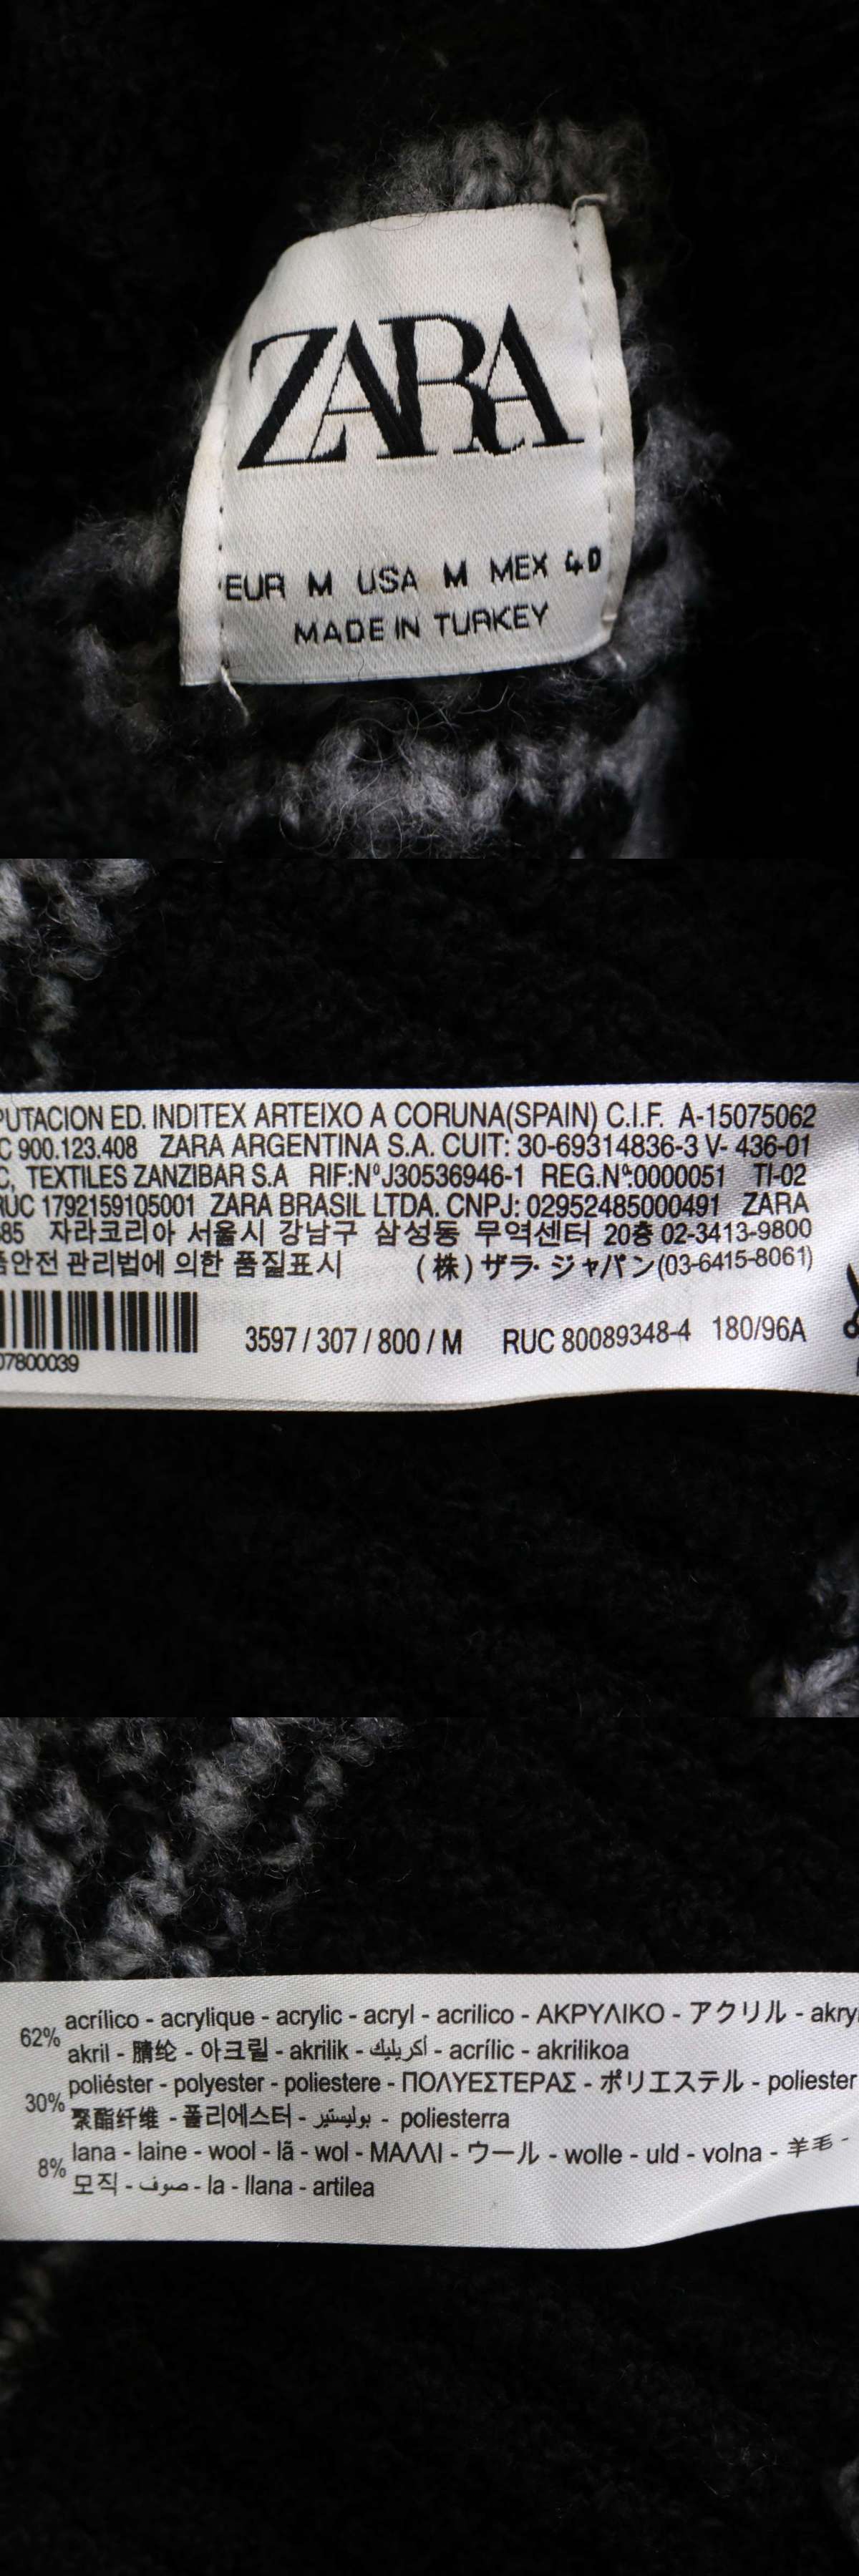 ZARA
EUR M USA M MEX 40
MADE IN TURKEY
PUTACION ED. INDITEX ARTEIXO A CORUNA(SPAIN) C.I.F. A-15075062
C 900.123.408 ZARA ARGENTINA S.A. CUIT: 30-69314836-3 V- 436-01
C, TEXTILES ZANZIBAR S.A RIF:NºJ30536946-1 REG.Nª:0000051 TI-02
RUC 1792159105001 ZARA BRASIL LTDA. CNPJ: 02952485000491 ZARA
85 자라코리아 서울시 강남구 삼성동 무역센터 20층 02-3413-9800
품안전 관리법에 의한 품질표시 (株) ザラ・ジャパン(03-6415-8061)
07800039 3597 / 307 / 800 / M RUC 80089348-4 180/96A
62% acrílico - acrylique - acrylic - acryl - acrilico - ΑΚΡΥΛΙΚΟ - アクリル - akry
akril - 腈纶 - 아크릴 - akrilik - أكريليك - acrílic - akrilikoa
30% poliéster - polyester - poliestere - ΠΟΛΥΕΣΤΕΡΑΣ - ポリエステル - poliester
聚酯纤维 - 폴리에스터 - بوليستير - poliesterra
8% lana - laine - wool - lã - wol - ΜΑΛΛΙ - ウール - wolle - uld - volna - 羊毛 -
모직 - صوف - la - llana - artilea